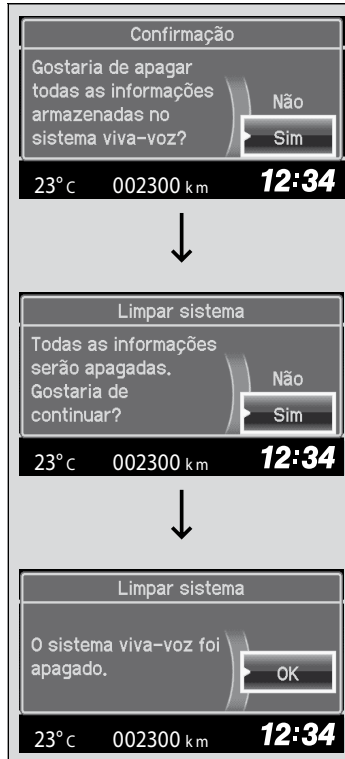 Confirmação
Gostaria de apagar
todas as informações
armazenadas no
sistema viva-voz?
Não
Sim
23°c 002300 km 12:34
Limpar sistema
Todas as informações
serão apagadas.
Gostaria de
continuar?
Não
Sim
23°c 002300 km 12:34
Limpar sistema
O sistema viva-voz foi
apagado.
OK
23°c 002300 km 12:34